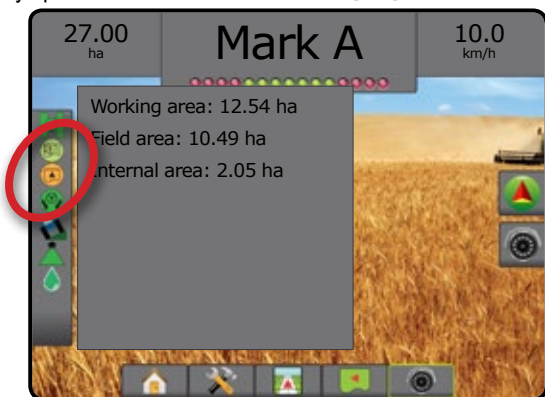 27.00
ha
Mark A
10.0
km/h
Working area: 12.54 ha
Field area: 10.49 ha
Internal area: 2.05 ha